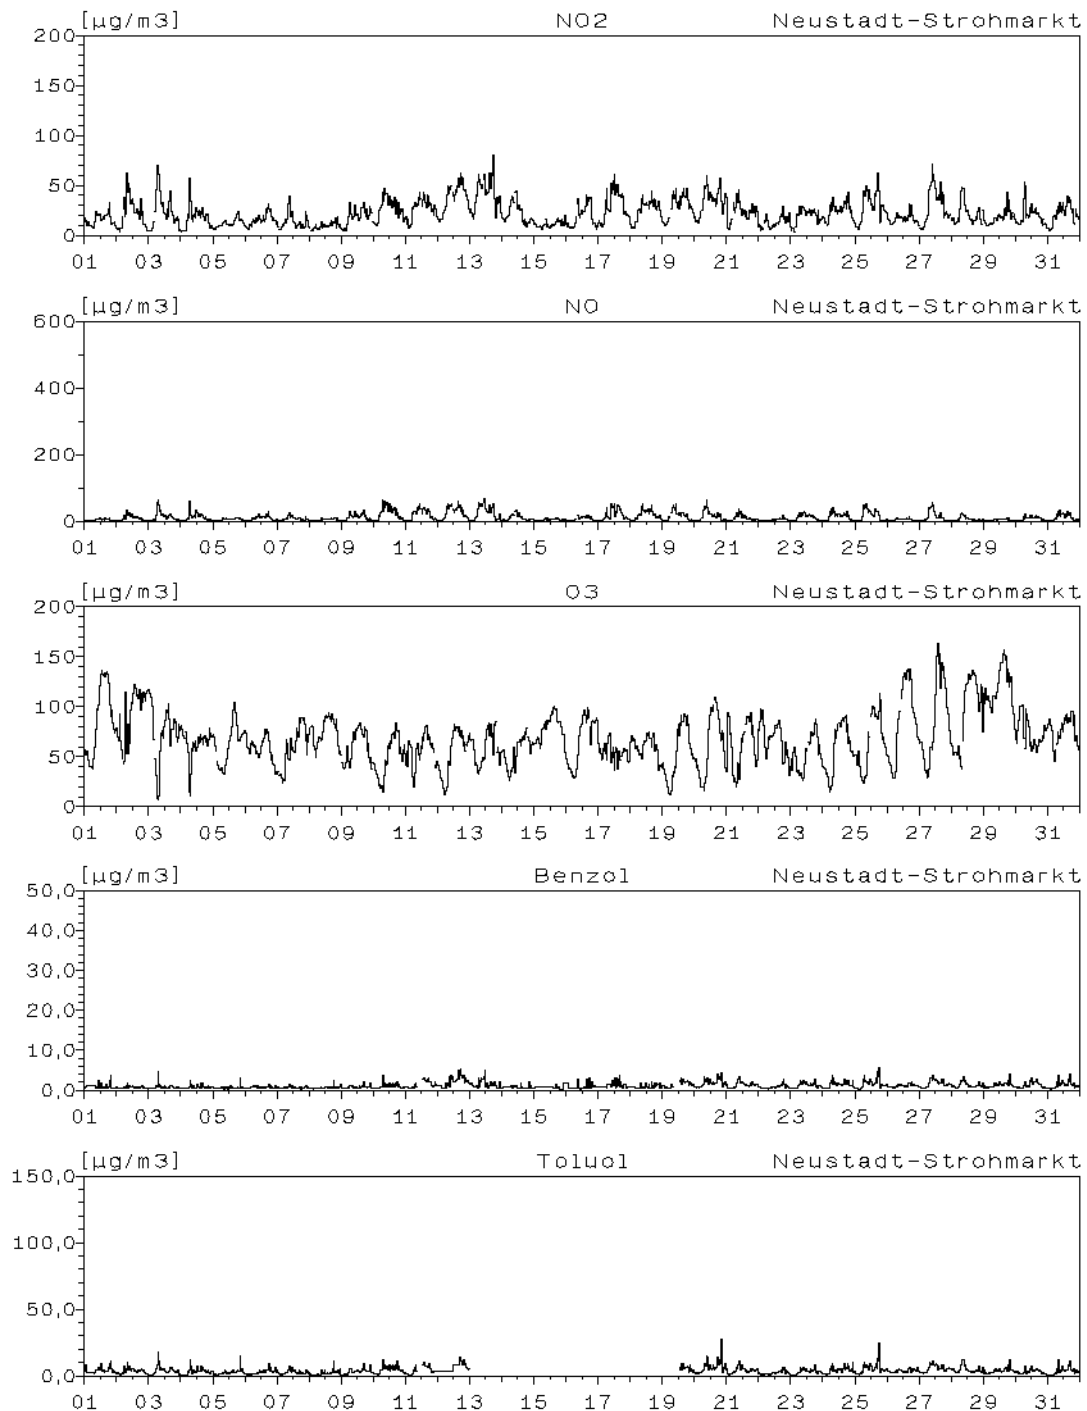 [µg/m3] NO2 Neustadt-Strohmarkt
200
150
100
50
0
01 03 05 07 09 11 13 15 17 19 21 23 25 27 29 31
[µg/m3] NO Neustadt-Strohmarkt
600
400
200
0
01 03 05 07 09 11 13 15 17 19 21 23 25 27 29 31
[µg/m3] O3 Neustadt-Strohmarkt
200
150
100
50
0
01 03 05 07 09 11 13 15 17 19 21 23 25 27 29 31
[µg/m3] Benzol Neustadt-Strohmarkt
50,0
40,0
30,0
20,0
10,0
0,0
01 03 05 07 09 11 13 15 17 19 21 23 25 27 29 31
[µg/m3] Toluol Neustadt-Strohmarkt
150,0
100,0
50,0
0,0
01 03 05 07 09 11 13 15 17 19 21 23 25 27 29 31